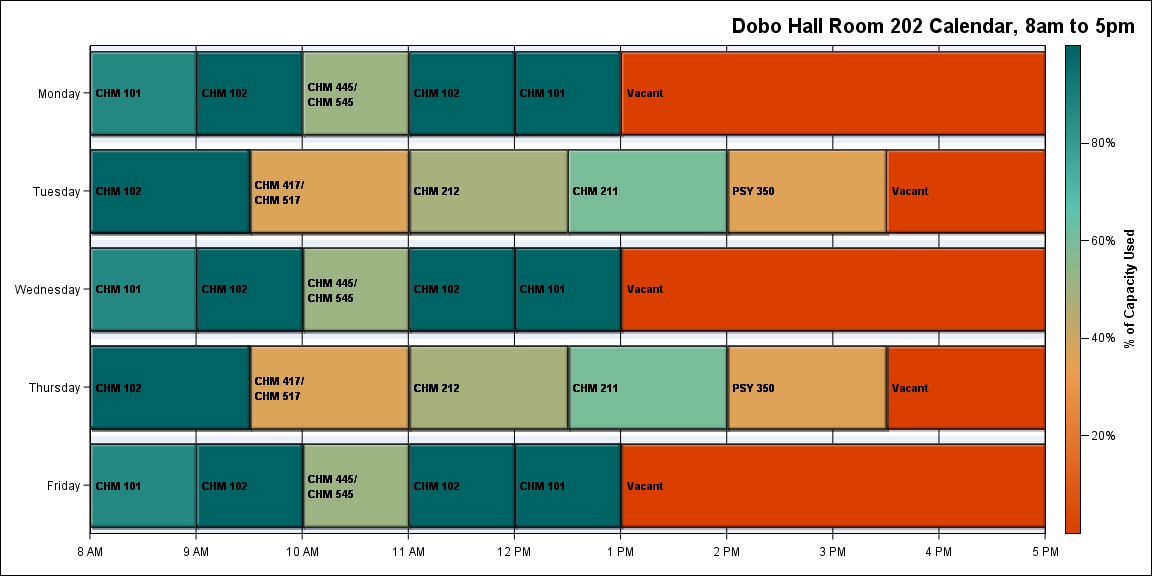 Dobo Hall Room 202 Calendar, 8am to 5pm
Monday
CHM 101
CHM 102
CHM 445/
CHM 545
CHM 102
CHM 101
Vacant
Tuesday
CHM 102
CHM 417/
CHM 517
CHM 212
CHM 211
PSY 350
Vacant
Wednesday
CHM 101
CHM 102
CHM 445/
CHM 545
CHM 102
CHM 101
Vacant
Thursday
CHM 102
CHM 417/
CHM 517
CHM 212
CHM 211
PSY 350
Vacant
Friday
CHM 101
CHM 102
CHM 445/
CHM 545
CHM 102
CHM 101
Vacant
8 AM
9 AM
10 AM
11 AM
12 PM
1 PM
2 PM
3 PM
4 PM
5 PM
80%
60%
40%
20%
% of Capacity Used